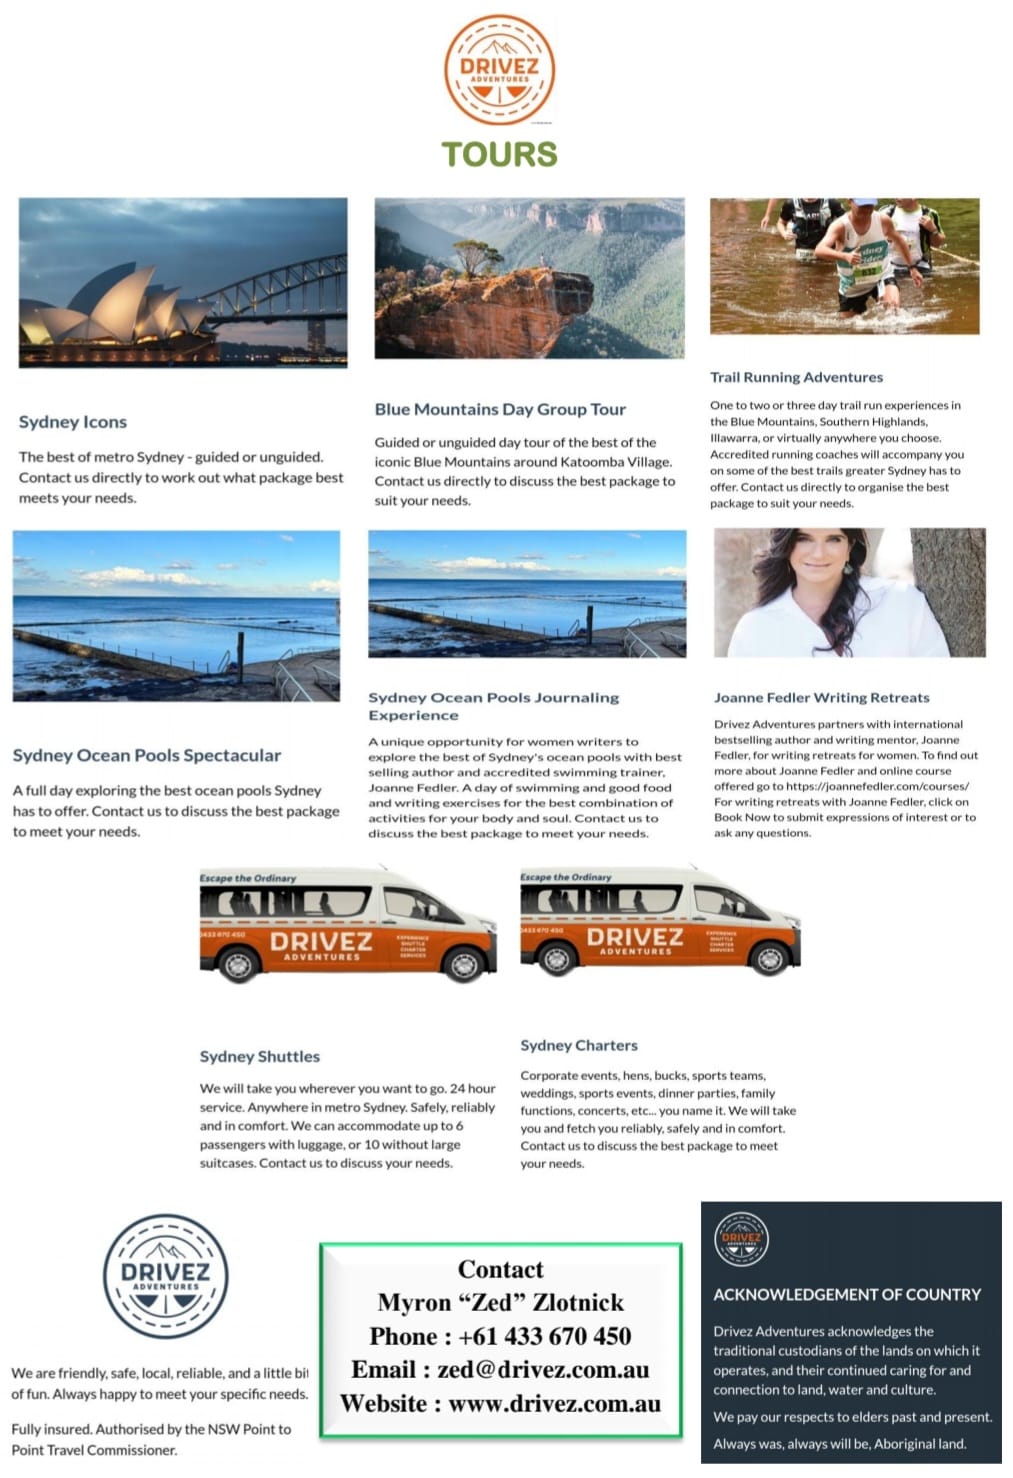 DRIVEZ
ADVENTURES
TOURS
Sydney Icons
The best of metro Sydney - guided or unguided.
Contact us directly to work out what package best
meets your needs.
Blue Mountains Day Group Tour
Guided or unguided day tour of the best of the
iconic Blue Mountains around Katoomba Village.
Contact us directly to discuss the best package to
suit your needs.
Trail Running Adventures
One to two or three day trail run experiences in
the Blue Mountains, Southern Highlands,
Illawarra, or virtually anywhere you choose.
Accredited running coaches will accompany you
on some of the best trails greater Sydney has to
offer. Contact us directly to organise the best
package to suit your needs.
Sydney Ocean Pools Spectacular
A full day exploring the best ocean pools Sydney
has to offer. Contact us to discuss the best package
to meet your needs.
Sydney Ocean Pools Journaling
Experience
A unique opportunity for women writers to
explore the best of Sydney's ocean pools with best
selling author and accredited swimming trainer,
Joanne Fedler. A day of swimming and good food
and writing exercises for the best combination of
activities for your body and soul. Contact us to
discuss the best package to meet your needs.
Joanne Fedler Writing Retreats
Drivez Adventures partners with international
bestselling author and writing mentor, Joanne
Fedler, for writing retreats for women. To find out
more about Joanne Fedler and online course
offered go to https://joannefedler.com/courses/
For writing retreats with Joanne Fedler, click on
Book Now to submit expressions of interest or to
ask any questions.
Escape the Ordinary
0433 670 450
DRIVEZ
ADVENTURES
EXPERIENCE
SHUTTLE
CHARTER
SERVICES
Escape the Ordinary
0433 670 450
DRIVEZ
ADVENTURES
EXPERIENCE
SHUTTLE
CHARTER
SERVICES
Sydney Shuttles
We will take you wherever you want to go. 24 hour
service. Anywhere in metro Sydney. Safely, reliably
and in comfort. We can accommodate up to 6
passengers with luggage, or 10 without large
suitcases. Contact us to discuss your needs.
Sydney Charters
Corporate events, hens, bucks, sports teams,
weddings, sports events, dinner parties, family
functions, concerts, etc... you name it. We will take
you and fetch you reliably, safely and in comfort.
Contact us to discuss the best package to meet
your needs.
DRIVEZ
ADVENTURES
We are friendly, safe, local, reliable, and a little bit
of fun. Always happy to meet your specific needs.
Fully insured. Authorised by the NSW Point to
Point Travel Commissioner.
Contact
Myron “Zed” Zlotnick
Phone : +61 433 670 450
Email : zed@drivez.com.au
Website : www.drivez.com.au
DRIVEZ
ADVENTURES
ACKNOWLEDGEMENT OF COUNTRY
Drivez Adventures acknowledges the
traditional custodians of the lands on which it
operates, and their continued caring for and
connection to land, water and culture.
We pay our respects to elders past and present.
Always was, always will be, Aboriginal land.